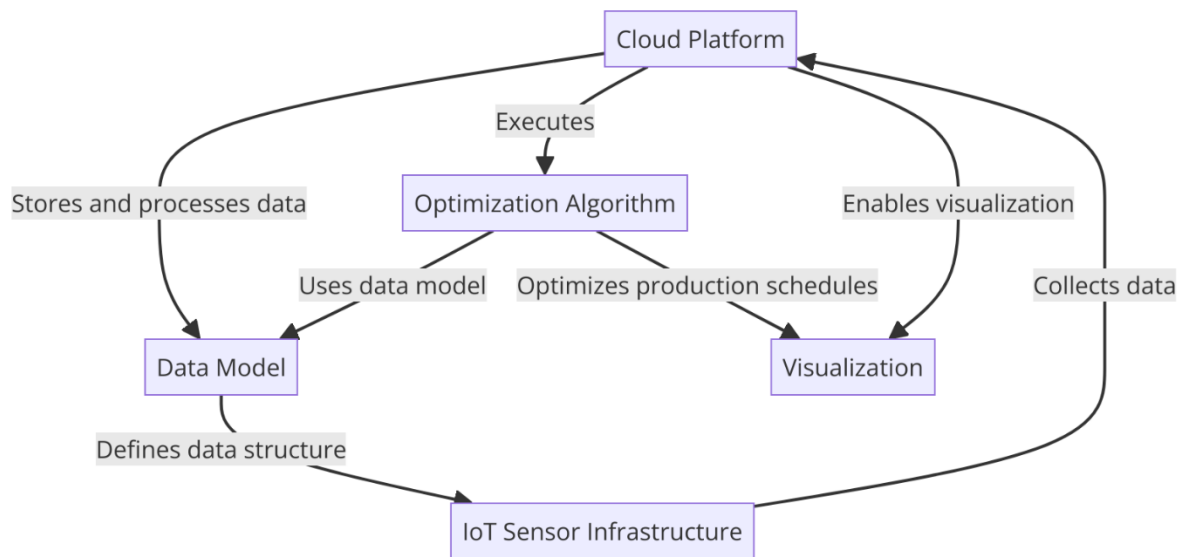 Cloud Platform
Executes
Optimization Algorithm
Stores and processes data
Enables visualization
Uses data model
Optimizes production schedules
Collects data
Data Model
Visualization
Defines data structure
IoT Sensor Infrastructure